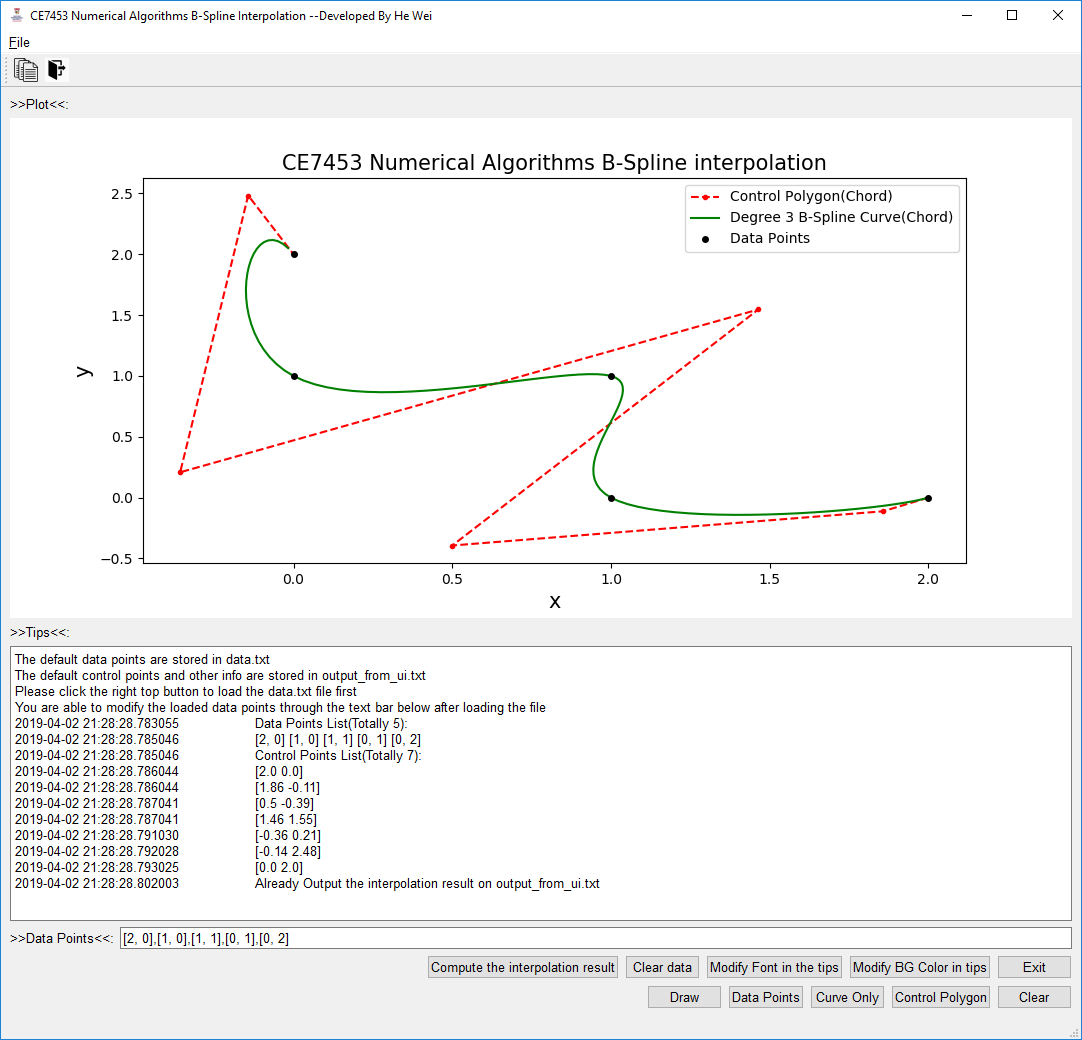 CE7453 Numerical Algorithms B-Spline Interpolation --Developed By He Wei
File
>>Plot<<:
CE7453 Numerical Algorithms B-Spline interpolation
Control Polygon(Chord)
Degree 3 B-Spline Curve(Chord)
Data Points
2.5
2.0
1.5
1.0
0.5
0.0
−0.5
y
0.0 0.5 1.0 1.5 2.0
x
>>Tips<<:
The default data points are stored in data.txt
The default control points and other info are stored in output_from_ui.txt
Please click the right top button to load the data.txt file first
You are able to modify the loaded data points through the text bar below after loading the file
2019-04-02 21:28:28.783055 Data Points List(Totally 5):
2019-04-02 21:28:28.785046 [2, 0] [1, 0] [1, 1] [0, 1] [0, 2]
2019-04-02 21:28:28.785046 Control Points List(Totally 7):
2019-04-02 21:28:28.786044 [2.0 0.0]
2019-04-02 21:28:28.786044 [1.86 -0.11]
2019-04-02 21:28:28.787041 [0.5 -0.39]
2019-04-02 21:28:28.787041 [1.46 1.55]
2019-04-02 21:28:28.791030 [-0.36 0.21]
2019-04-02 21:28:28.792028 [-0.14 2.48]
2019-04-02 21:28:28.793025 [0.0 2.0]
2019-04-02 21:28:28.802003 Already Output the interpolation result on output_from_ui.txt
>>Data Points<<: [2, 0],[1, 0],[1, 1],[0, 1],[0, 2]
Compute the interpolation result Clear data Modify Font in the tips Modify BG Color in tips Exit
Draw Data Points Curve Only Control Polygon Clear